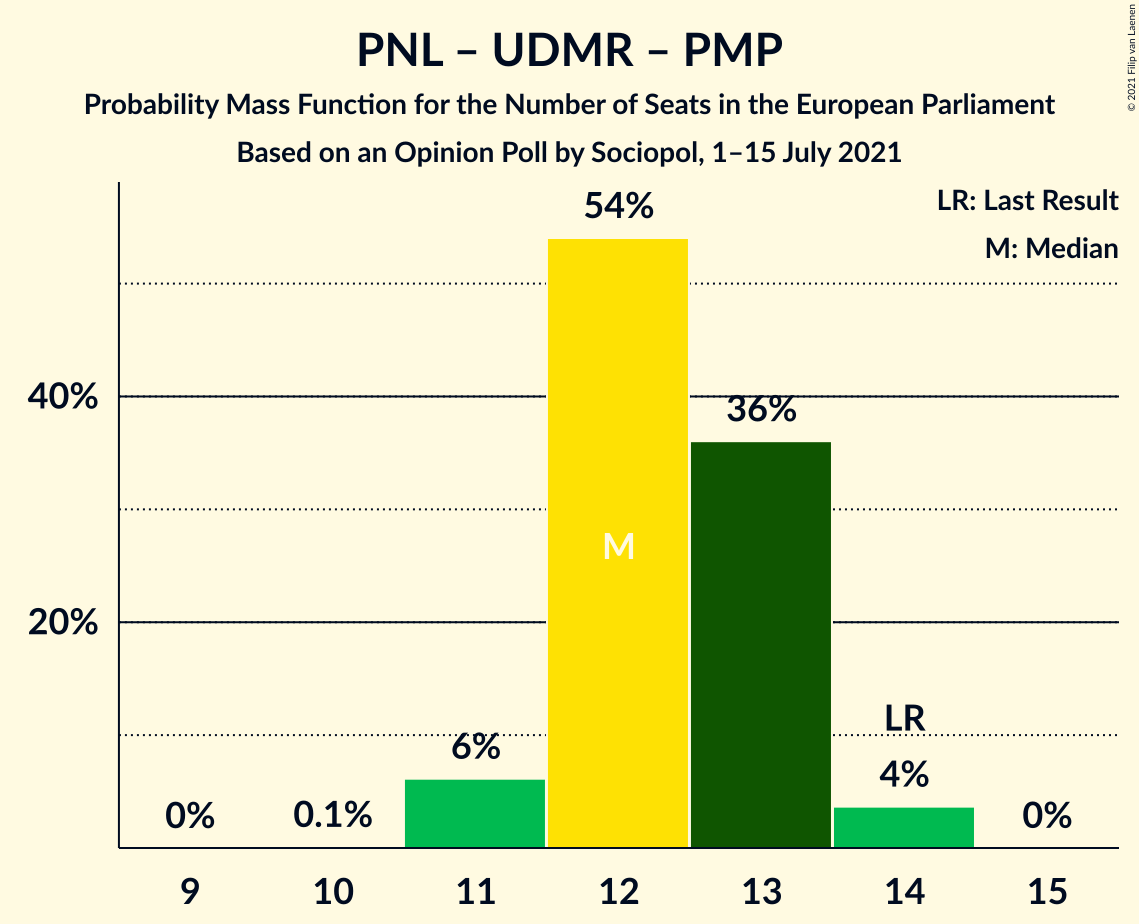 PNL – UDMR – PMP
Probability Mass Function for the Number of Seats in the European Parliament
Based on an Opinion Poll by Sociopol, 1–15 July 2021
© 2021 Filip van Laenen
LR: Last Result
M: Median
54%
40%
36%
M
20%
LR
6%
4%
0%
0.1%
0%
9
10
11
12
13
14
15